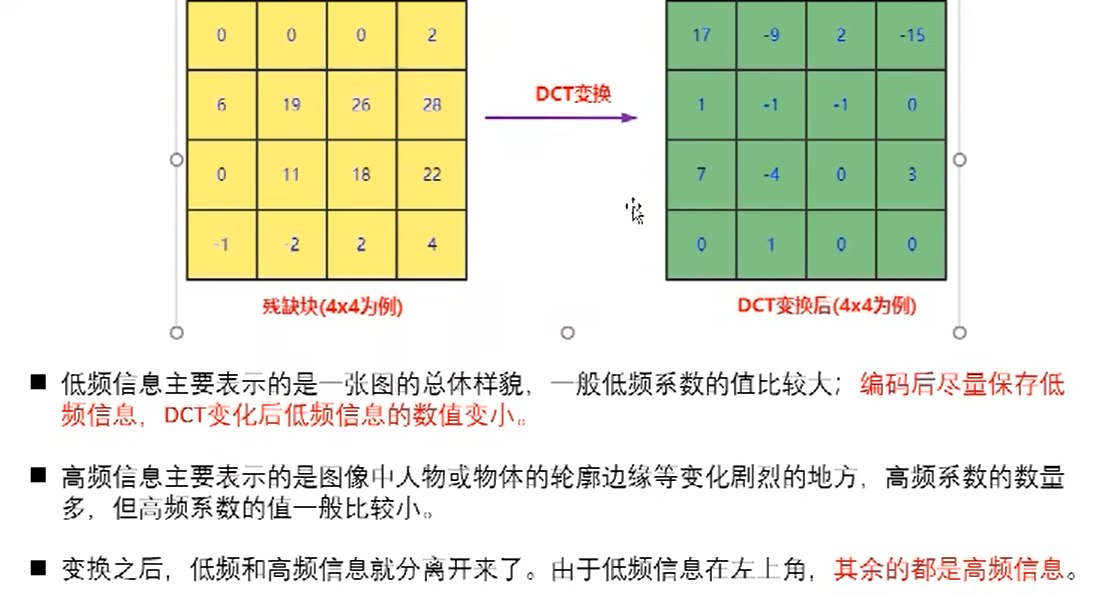 0 0 0 2 17 -9 2 -15
DCT变换
6 19 26 28 1 -1 -1 0
0 11 18 22 7 -4 0 3
-1 -2 2 4 0 1 0 0
残缺块(4x4为例) DCT变换后(4x4为例)
■ 低频信息主要表示的是一张图的总体样貌，一般低频系数的值比较大；编码后尽量保存低
频信息，DCT变化后低频信息的数值变小。
■ 高频信息主要表示的是图像中人物或物体的轮廓边缘等变化剧烈的地方，高频系数的数量
多，但高频系数的值一般比较小。
■ 变换之后，低频和高频信息就分离开来了。由于低频信息在左上角，其余的都是高频信息。